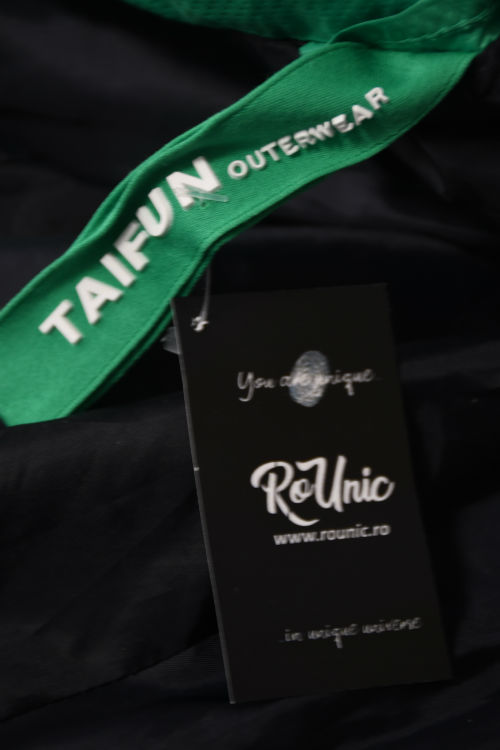 TAIFUN OUTERWEAR
You are unique...
RoUnic
www.rounic.ro
...in unique universe